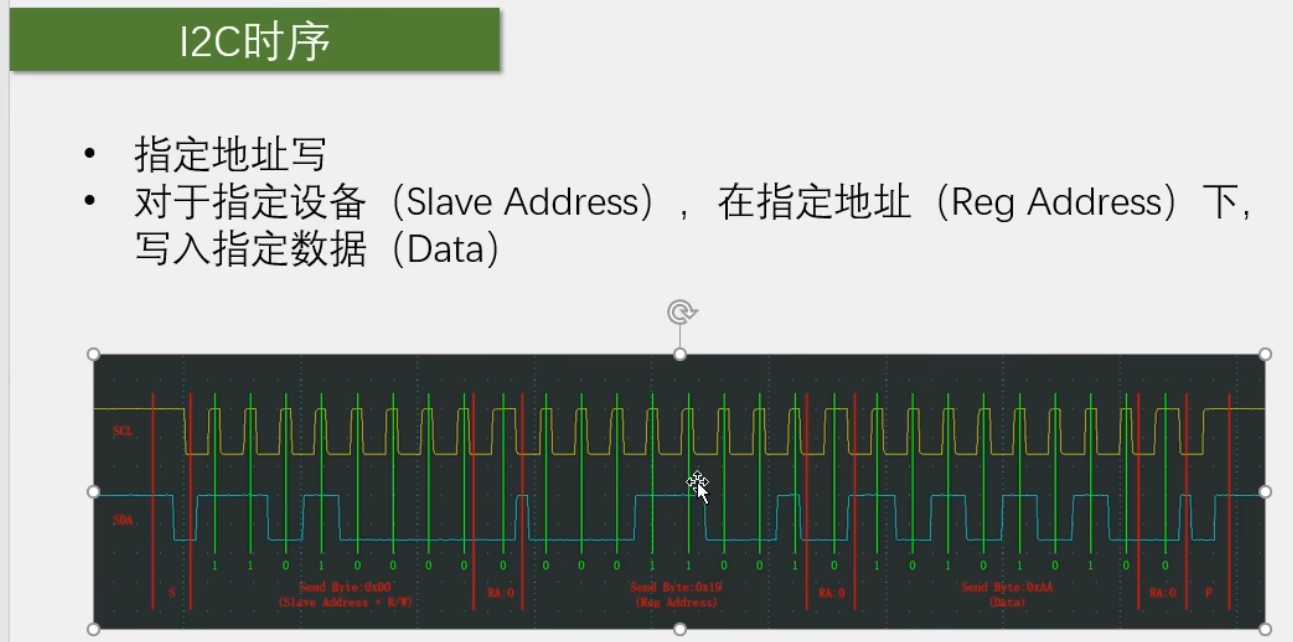 I2C时序
• 指定地址写
• 对于指定设备（Slave Address），在指定地址（Reg Address）下，
写入指定数据（Data）
SCL
SDA
1 1 0 1 0 0 0 0 0 0 0 0 1 1 0 0 1 0 1 0 1 0 1 0 1 0 0
S Send Byte:0xD0 RA:0 Send Byte:0x19 RA:0 Send Byte:0xAA RA:0 P
(Slave Address + R/W) (Reg Address) (Data)